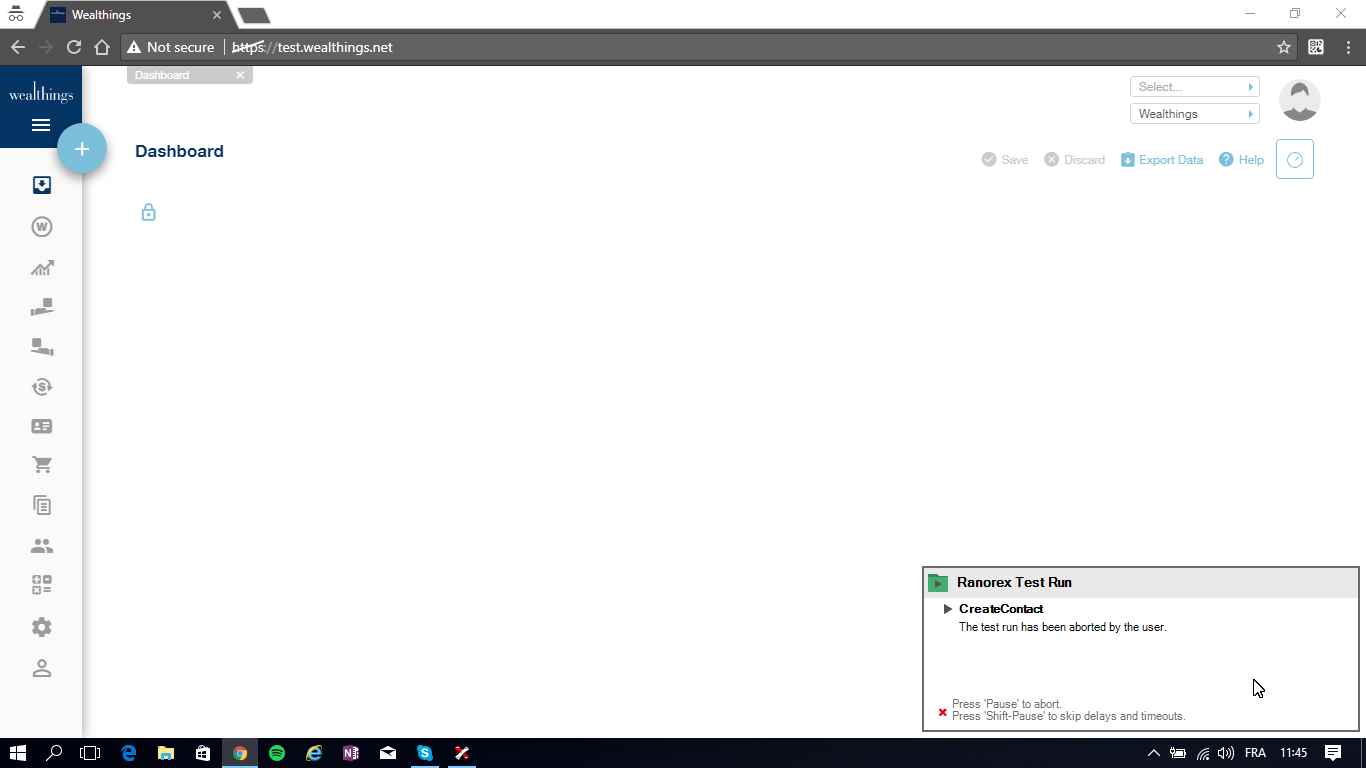 Wealthings
Not secure
https://test.wealthings.net
wealthings
Dashboard
Select...
Wealthings
Dashboard
Save
Discard
Export Data
Help
W
Ranorex Test Run
CreateContact
The test run has been aborted by the user.
Press 'Pause' to abort.
Press 'Shift-Pause' to skip delays and timeouts.
FRA
11:45